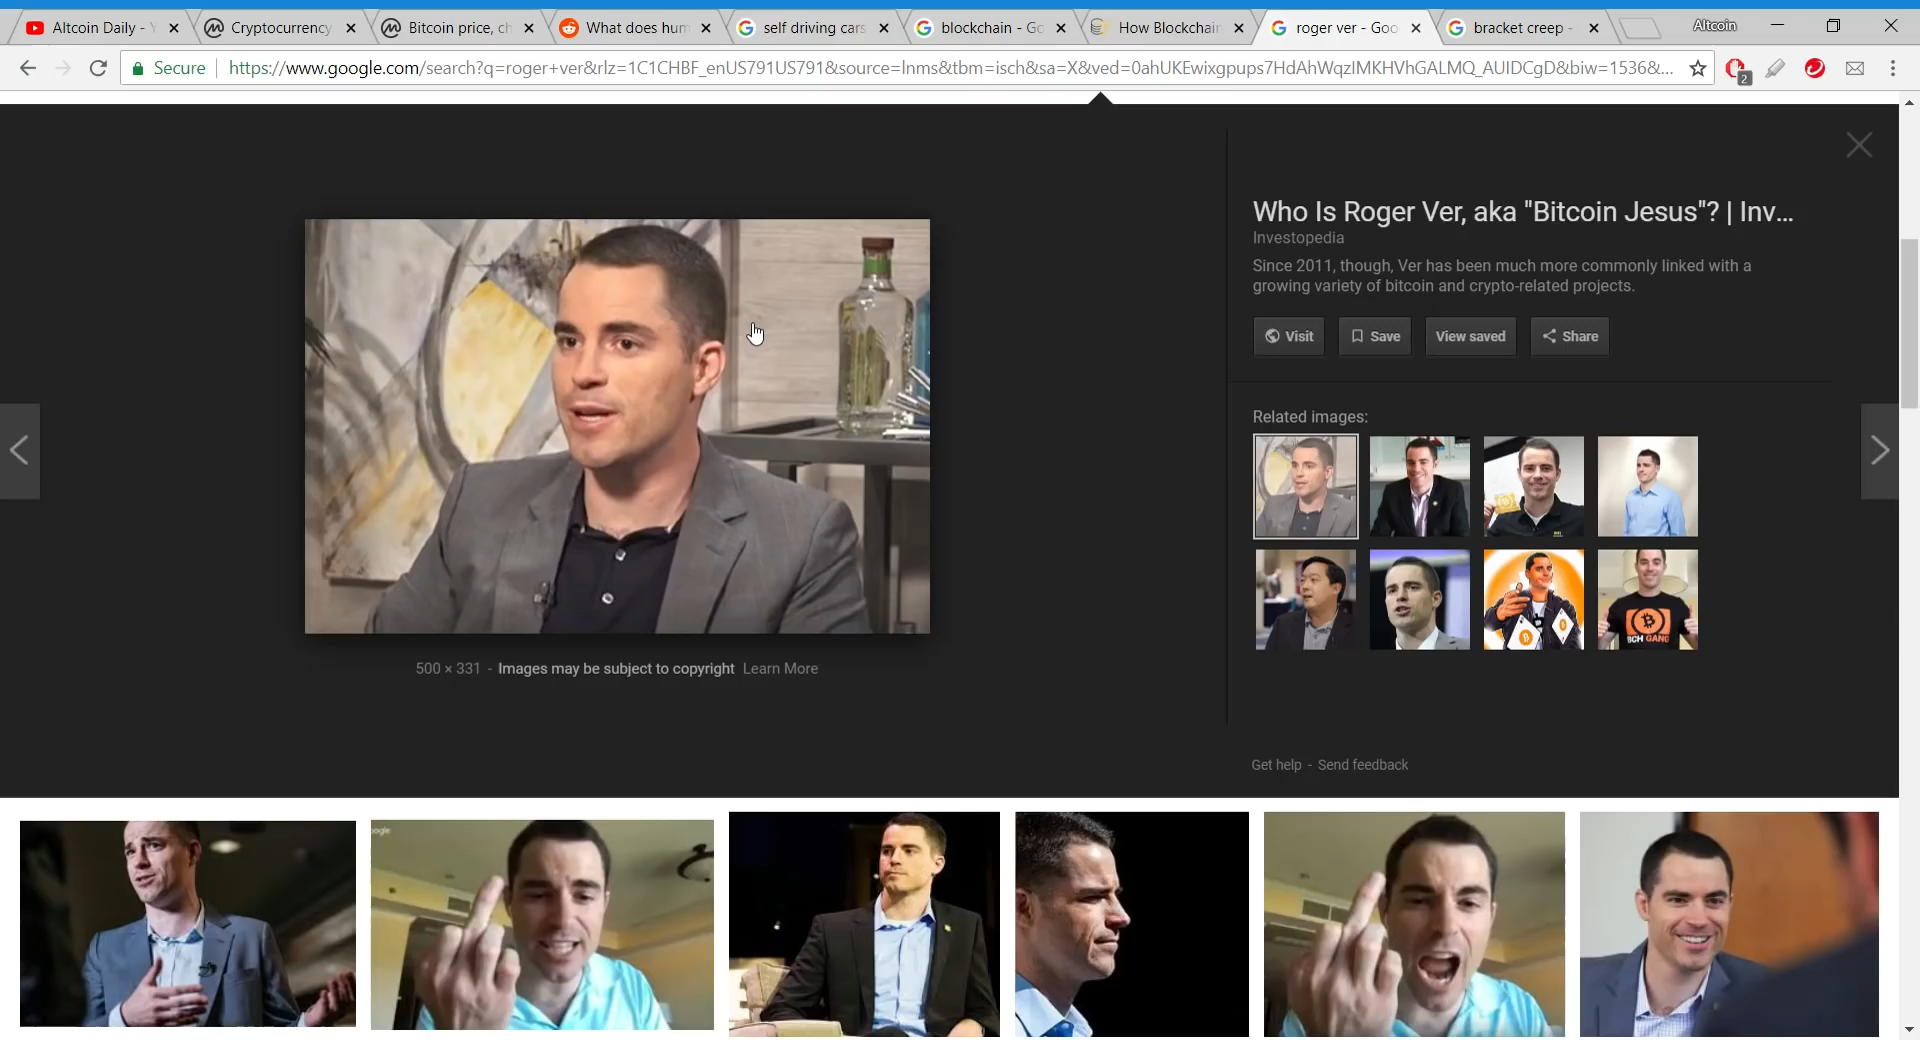 Altcoin Daily - Y
Cryptocurrency
Bitcoin price, ch
What does hum
self driving cars
blockchain - Go
How Blockchain
roger ver - Goo
bracket creep -
Altcoin
Secure
https://www.google.com/search?q=roger+ver&rlz=1C1CHBF_enUS791US791&source=lnms&tbm=isch&sa=X&ved=0ahUKEwixgpups7HdAhWqzIMKHVhGALMQ_AUIDCgD&biw=1536&...
2
Who Is Roger Ver, aka "Bitcoin Jesus"? | Inv...
Investopedia
Since 2011, though, Ver has been much more commonly linked with a
growing variety of bitcoin and crypto-related projects.
Visit
Save
View saved
Share
Related images:
BCH GANG
500 × 331 - Images may be subject to copyright Learn More
Get help - Send feedback
oogle